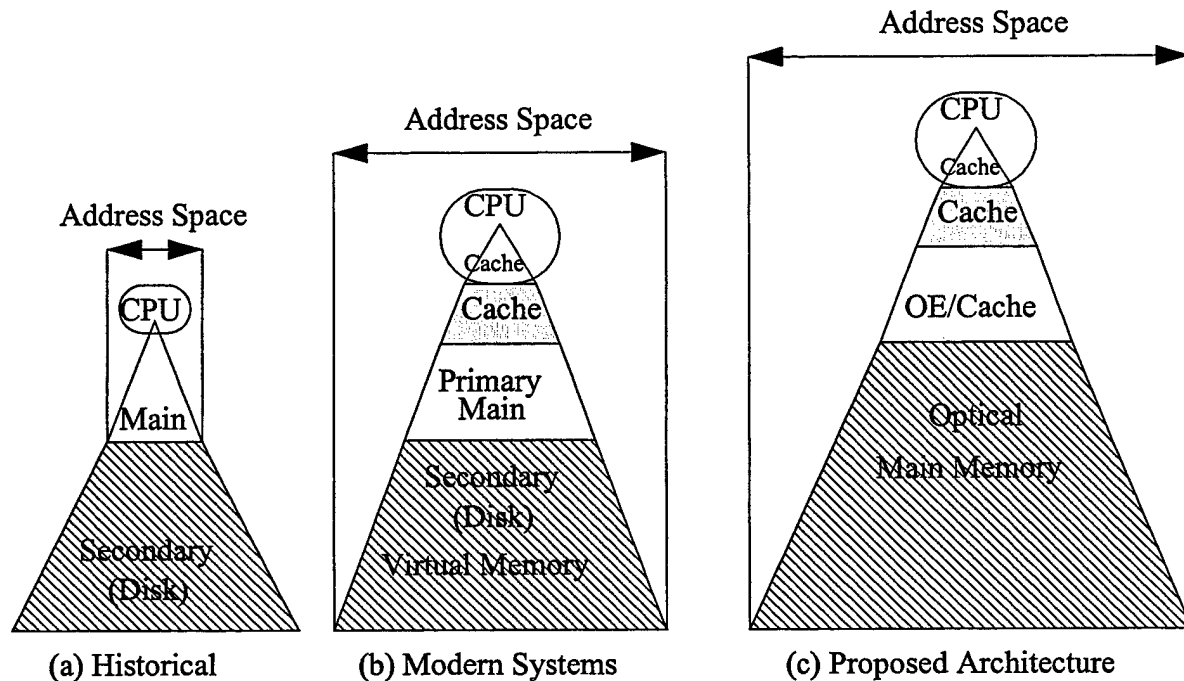 Address Space
CPU
Main
Secondary
(Disk)
(a) Historical
Address Space
CPU
Cache
Cache
Primary
Main
Secondary
(Disk)
Virtual Memory
(b) Modern Systems
Address Space
CPU
Cache
Cache
OE/Cache
Optical
Main Memory
(c) Proposed Architecture